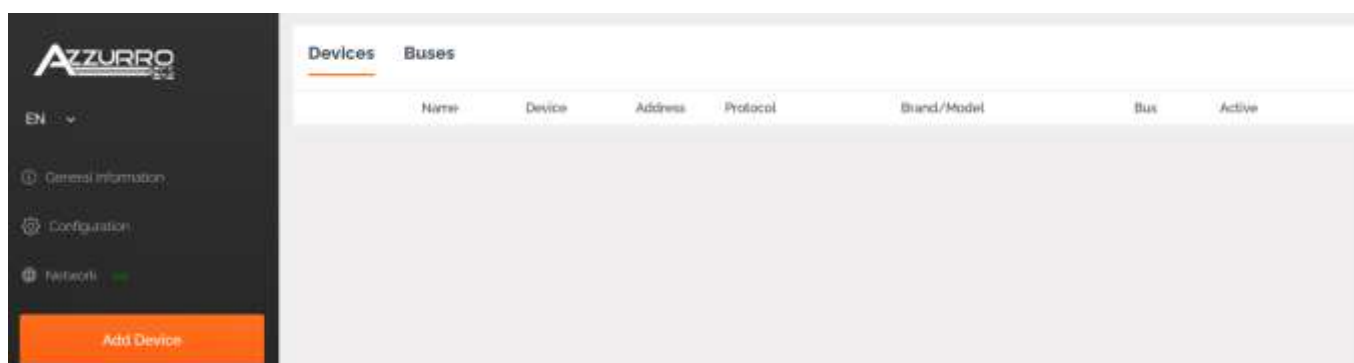 AZZURRO
EN
General Information
Configuration
Network
Add Device
Devices Buses
Name Device Address Protocol Brand/Model Bus Active